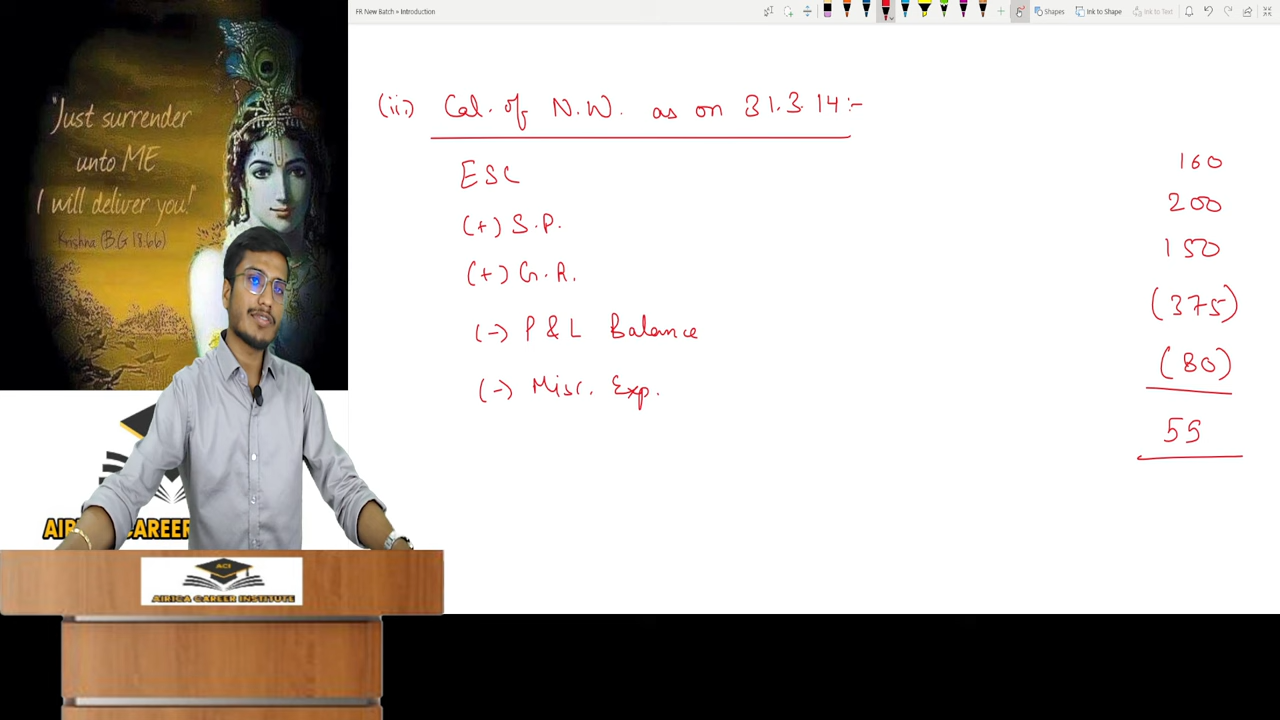 FR New Batch » Introduction
Shapes
Ink to Shape
Ink to Text
"Just surrender
unto ME
I will deliver you!"
Krishna (B.G 18:66)
(ii) Cal. of N.W. as on 31.3.14:-
ESC 160
(+) S.P. 200
(+) G.R. 150
(-) P & L Balance (375)
(-) Misc. Exp. (80)
55
ACI
AIRICA CAREER INSTITUTE